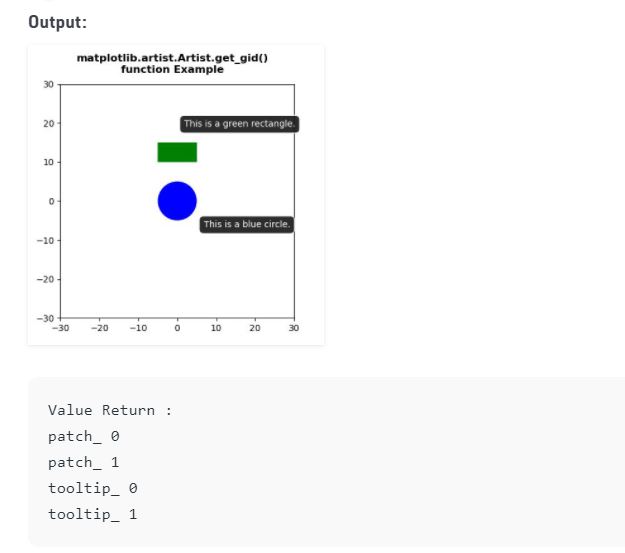 Output:
matplotlib.artist.Artist.get_gid()
function Example
30
20
This is a green rectangle.
10
0
This is a blue circle.
−10
−20
−30
−30 −20 −10 0 10 20 30
Value Return :
patch_ 0
patch_ 1
tooltip_ 0
tooltip_ 1